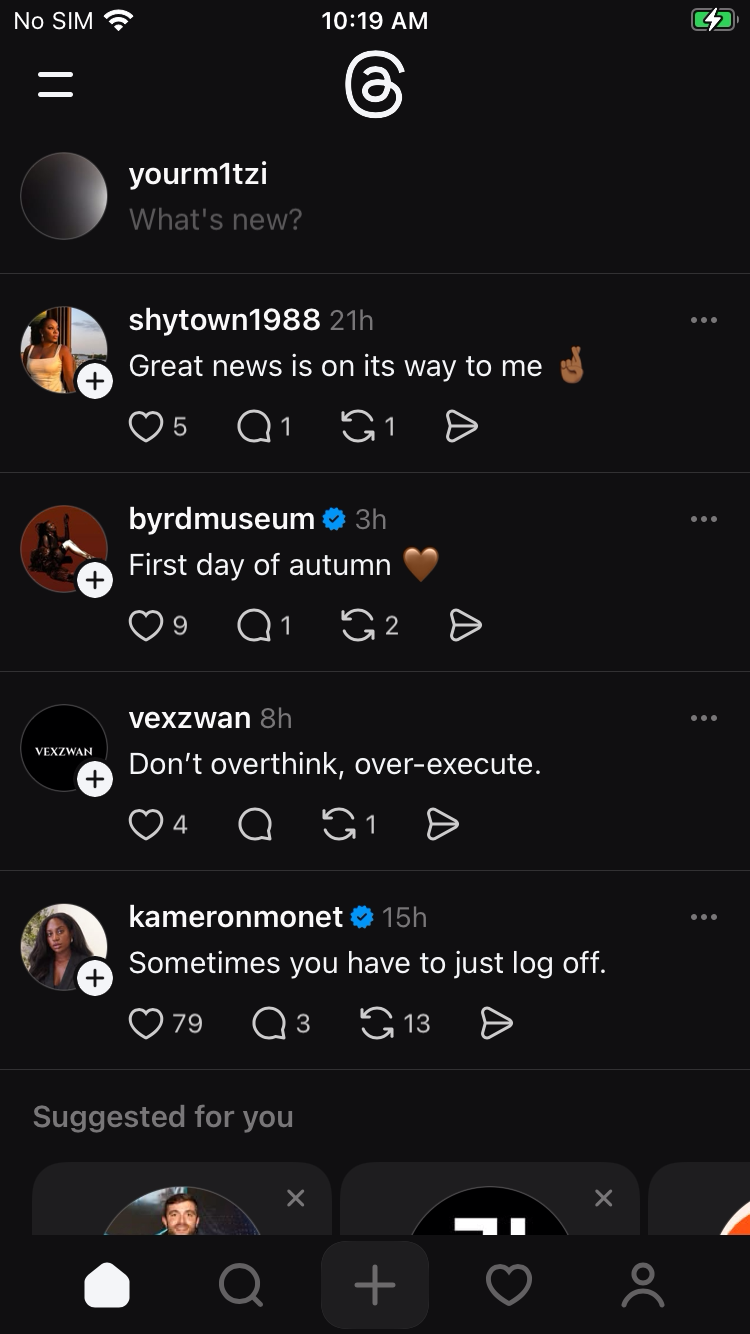 No SIM 10:19 AM
yourm1tzi
What's new?
shytown1988 21h
Great news is on its way to me 🤞🏾
5 1 1
byrdmuseum 3h
First day of autumn 🤎
9 1 2
VEXZWAN
vexzwan 8h
Don’t overthink, over-execute.
4 1
kameronmonet 15h
Sometimes you have to just log off.
79 3 13
Suggested for you